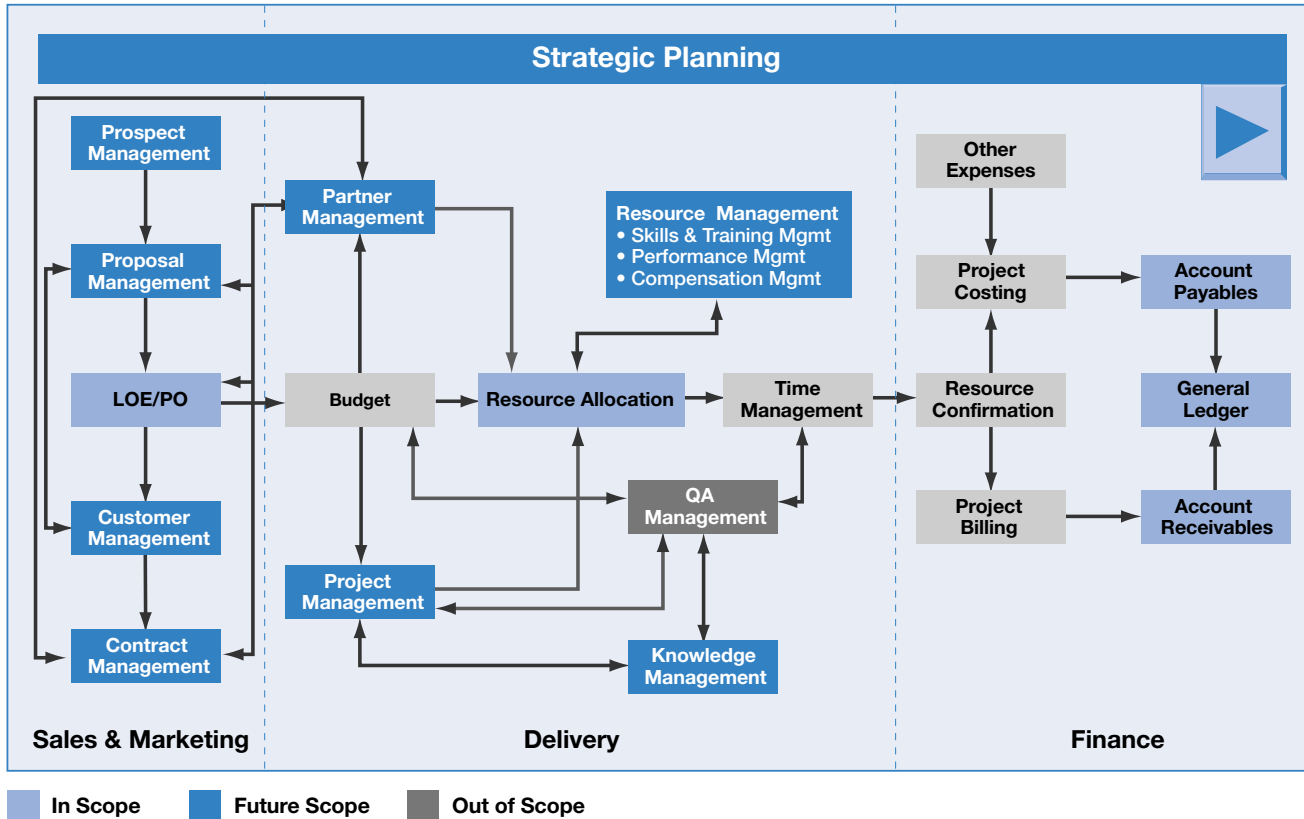 Strategic Planning
Prospect
Management
Proposal
Management
LOE/PO
Customer
Management
Contract
Management
Sales & Marketing
Partner
Management
Resource Management
• Skills & Training Mgmt
• Performance Mgmt
• Compensation Mgmt
Budget
Resource Allocation
Time
Management
QA
Management
Project
Management
Knowledge
Management
Delivery
Other
Expenses
Project
Costing
Account
Payables
Resource
Confirmation
General
Ledger
Project
Billing
Account
Receivables
Finance
In Scope
Future Scope
Out of Scope